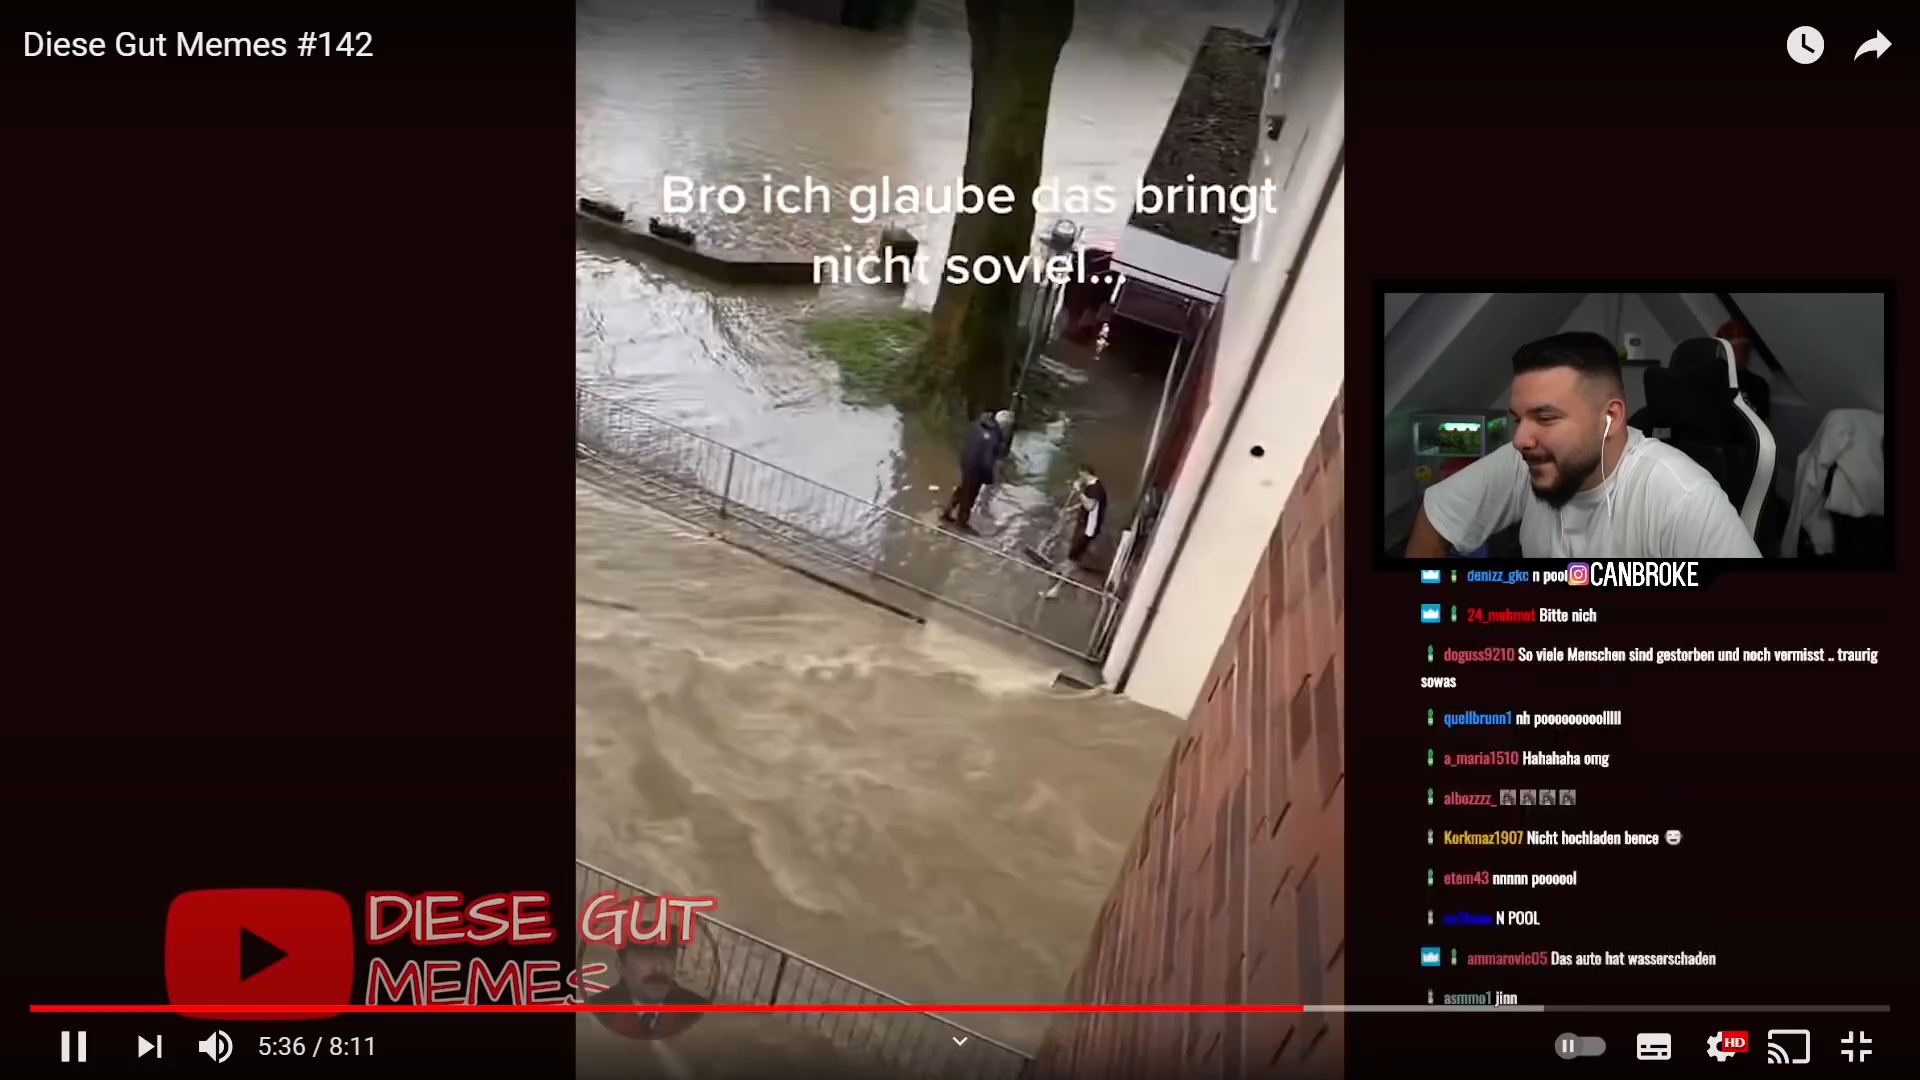 Diese Gut Memes #142
Bro ich glaube das bringt
nicht soviel...
CANBROKE
denizz_gkc n pool
24_mehmet Bitte nich
doguss9210 So viele Menschen sind gestorben und noch vermisst .. traurig
sowas
quellbrunn1 nh pooooooooolllll
a_maria1510 Hahahaha omg
albozzzz_
Korkmaz1907 Nicht hochladen bence
etem43 nnnnn poooool
N POOL
ammarovic05 Das auto hat wasserschaden
asmmo1 jinn
DIESE GUT
MEMES
5:36 / 8:11
HD